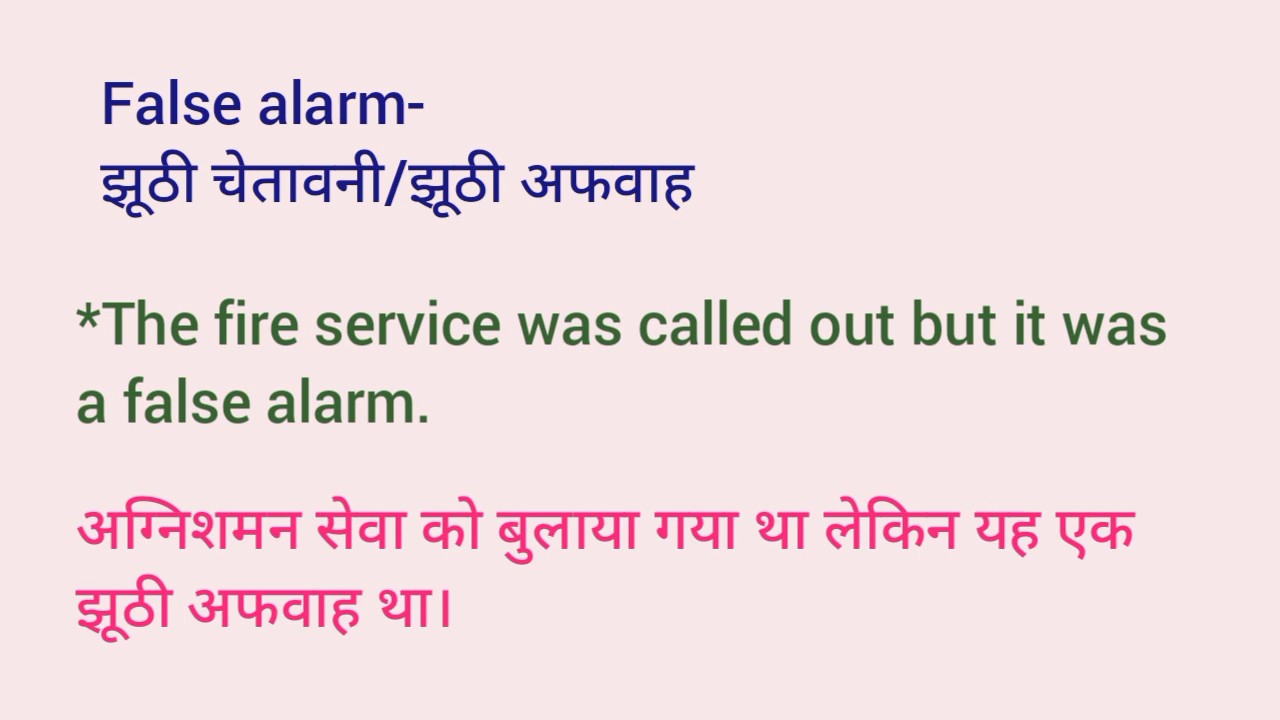 False alarm-
झूठी चेतावनी/झूठी अफवाह
*The fire service was called out but it was
a false alarm.
अग्निशमन सेवा को बुलाया गया था लेकिन यह एक
झूठी अफवाह था।